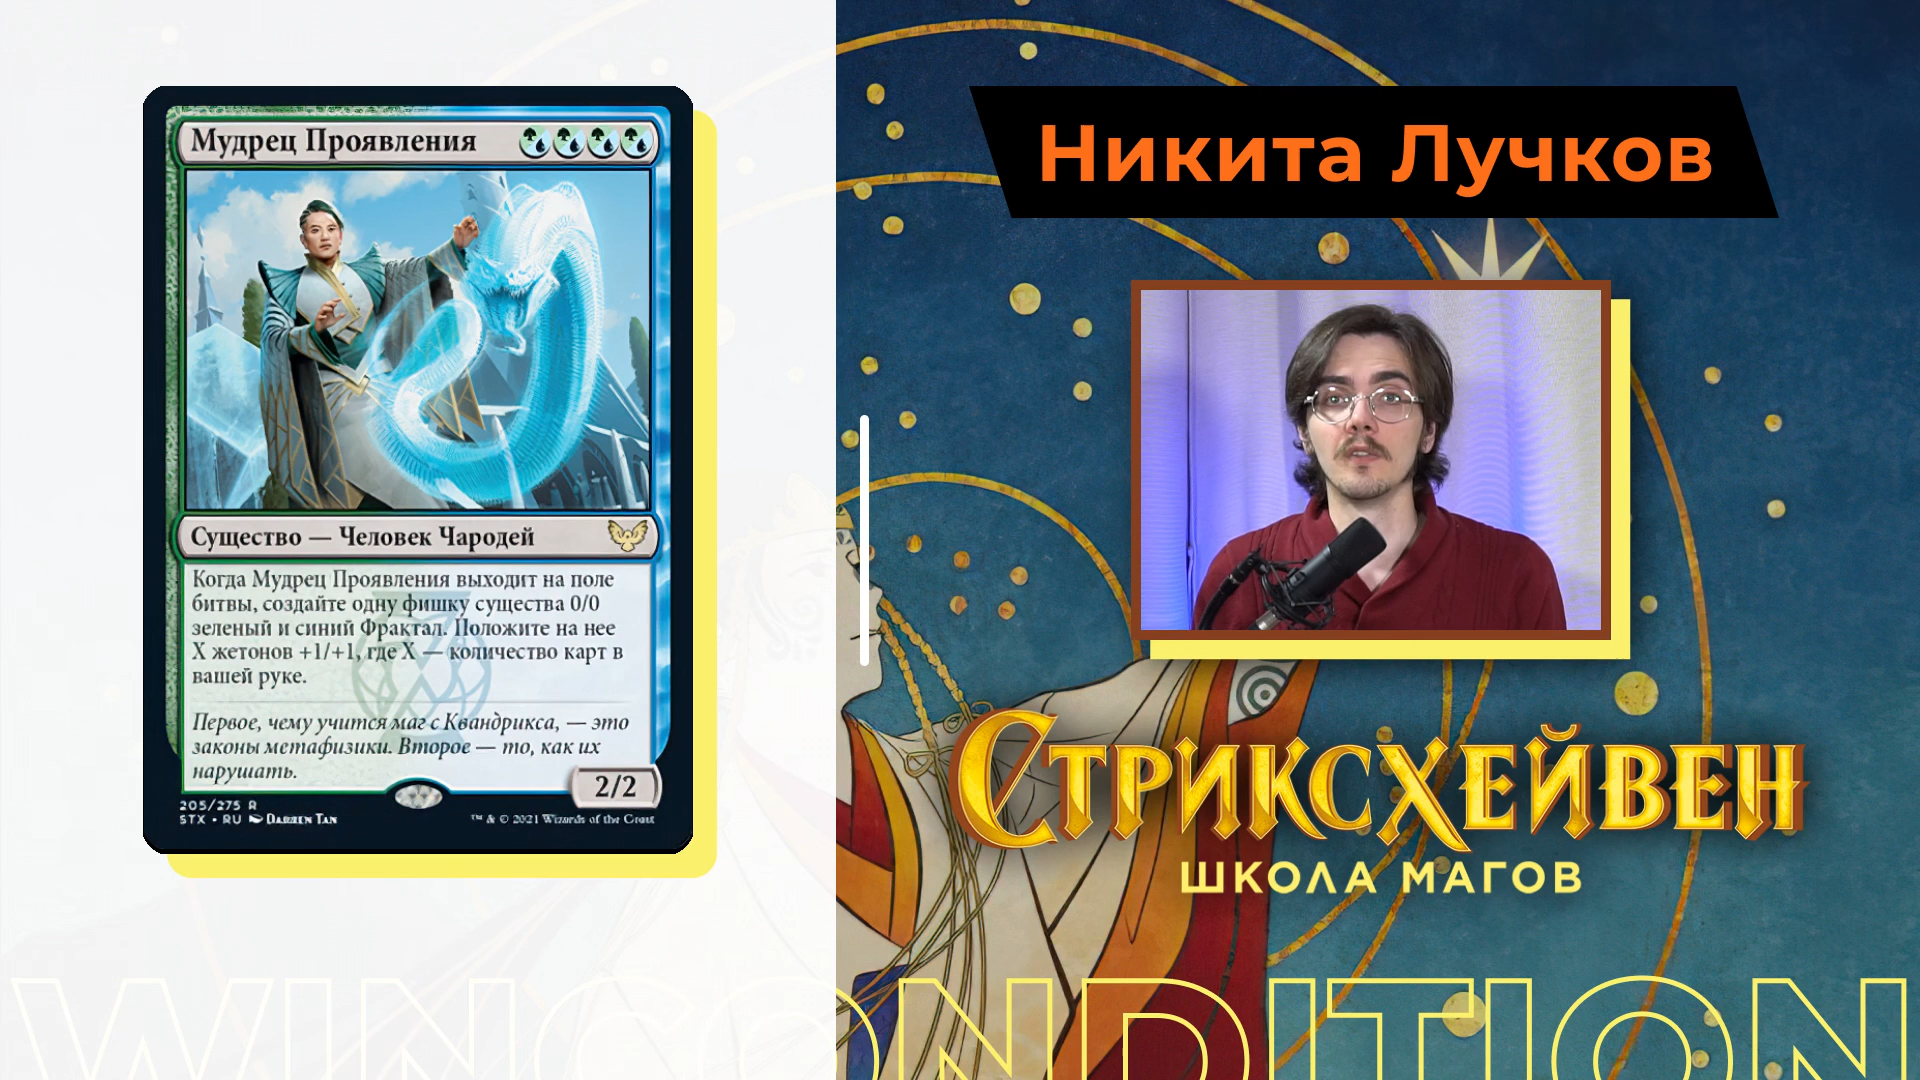 Мудрец Проявления
Существо — Человек Чародей
Когда Мудрец Проявления выходит на поле
битвы, создайте одну фишку существа 0/0
зеленый и синий Фрактал. Положите на нее
X жетонов +1/+1, где X — количество карт в
вашей руке.
Первое, чему учится маг с Квандрикса, — это
законы метафизики. Второе — то, как их
нарушать.
2/2
205/275 R
STX • RU Darren Tan
™ & © 2021 Wizards of the Coast
Никита Лучков
Стриксхейвен
ШКОЛА МАГОВ
WINCONDITION